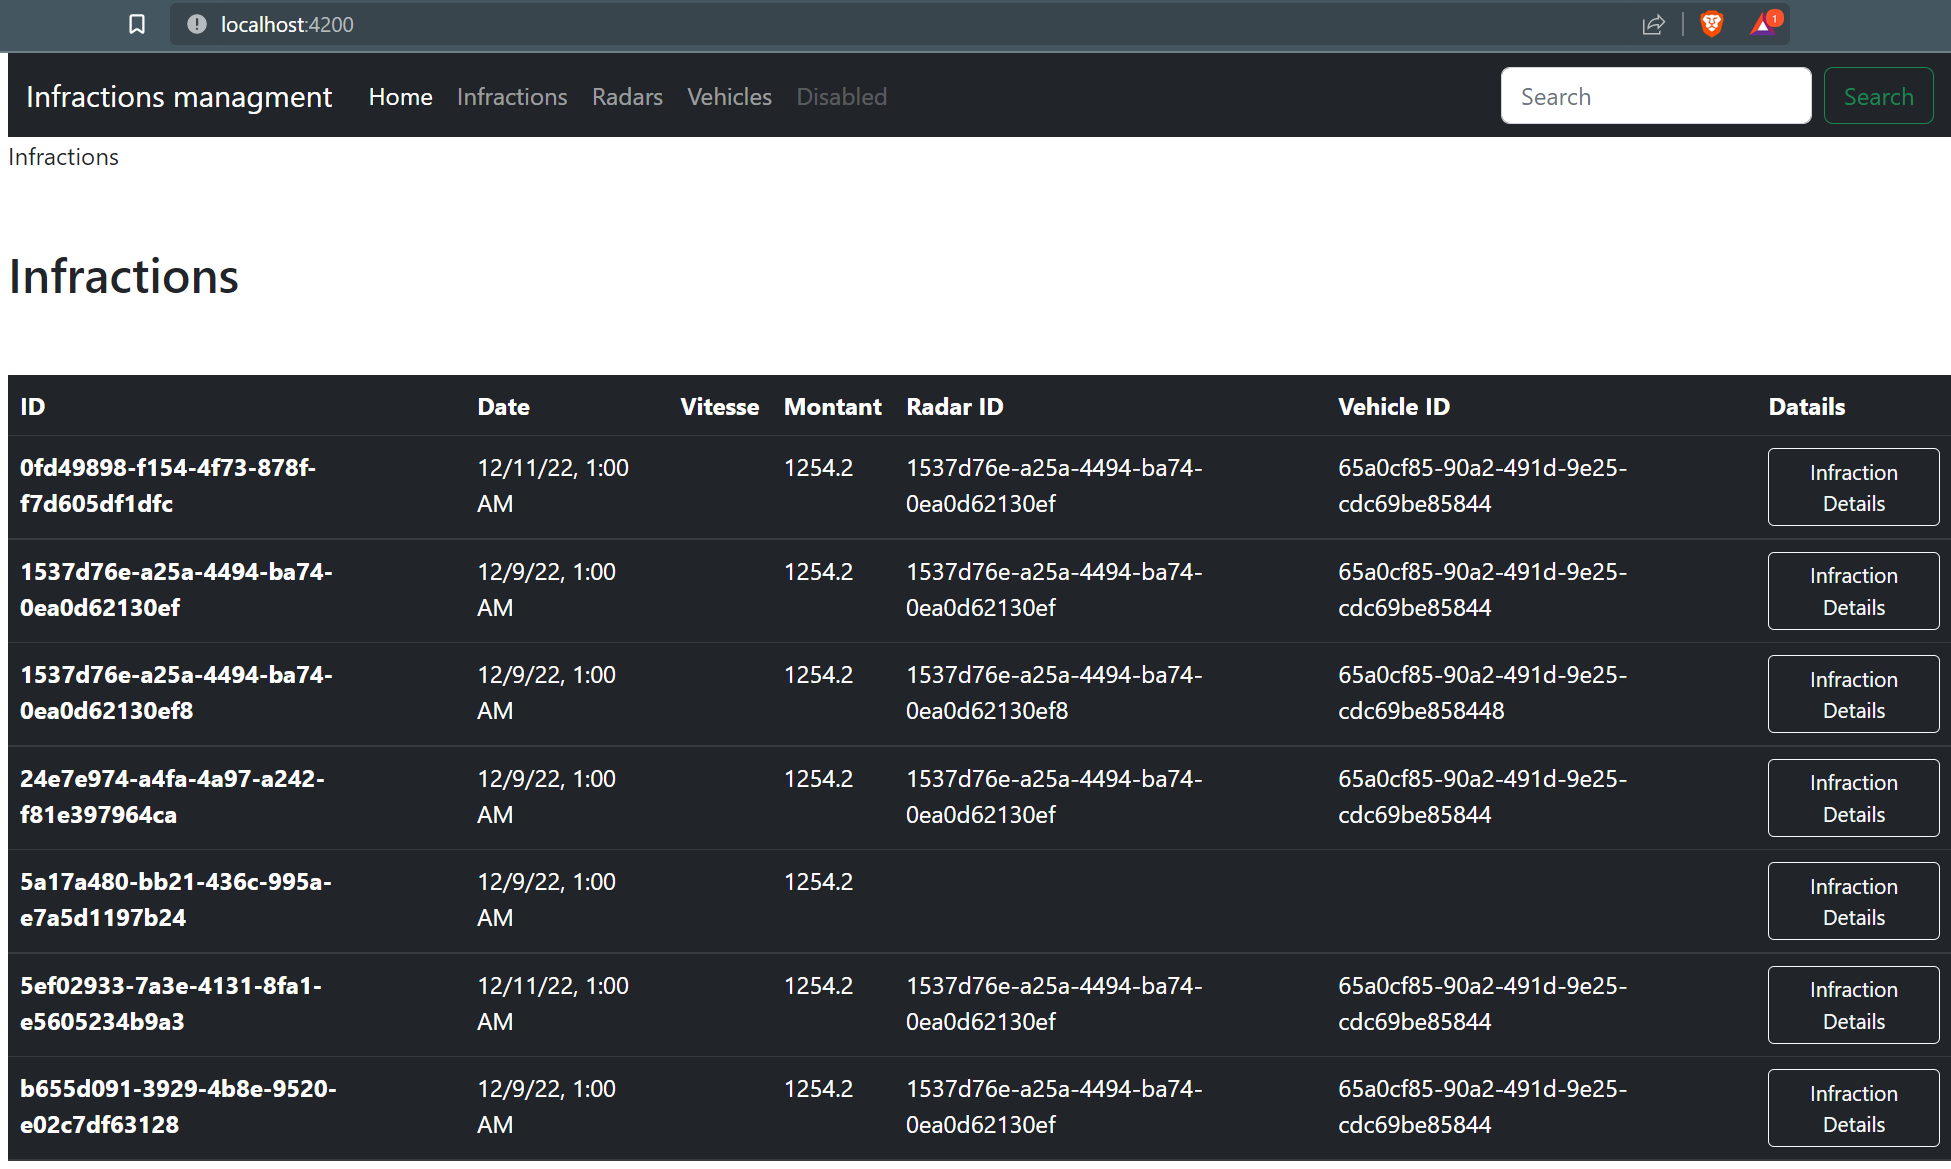 localhost:4200
1
Infractions managment Home Infractions Radars Vehicles Disabled Search Search
Infractions
Infractions
ID Date Vitesse Montant Radar ID Vehicle ID Datails
0fd49898-f154-4f73-878f- 12/11/22, 1:00 1254.2 1537d76e-a25a-4494-ba74- 65a0cf85-90a2-491d-9e25- Infraction
f7d605df1dfc AM 0ea0d62130ef cdc69be85844 Details
1537d76e-a25a-4494-ba74- 12/9/22, 1:00 1254.2 1537d76e-a25a-4494-ba74- 65a0cf85-90a2-491d-9e25- Infraction
0ea0d62130ef AM 0ea0d62130ef cdc69be85844 Details
1537d76e-a25a-4494-ba74- 12/9/22, 1:00 1254.2 1537d76e-a25a-4494-ba74- 65a0cf85-90a2-491d-9e25- Infraction
0ea0d62130ef8 AM 0ea0d62130ef8 cdc69be858448 Details
24e7e974-a4fa-4a97-a242- 12/9/22, 1:00 1254.2 1537d76e-a25a-4494-ba74- 65a0cf85-90a2-491d-9e25- Infraction
f81e397964ca AM 0ea0d62130ef cdc69be85844 Details
5a17a480-bb21-436c-995a- 12/9/22, 1:00 1254.2 Infraction
e7a5d1197b24 AM Details
5ef02933-7a3e-4131-8fa1- 12/11/22, 1:00 1254.2 1537d76e-a25a-4494-ba74- 65a0cf85-90a2-491d-9e25- Infraction
e5605234b9a3 AM 0ea0d62130ef cdc69be85844 Details
b655d091-3929-4b8e-9520- 12/9/22, 1:00 1254.2 1537d76e-a25a-4494-ba74- 65a0cf85-90a2-491d-9e25- Infraction
e02c7df63128 AM 0ea0d62130ef cdc69be85844 Details